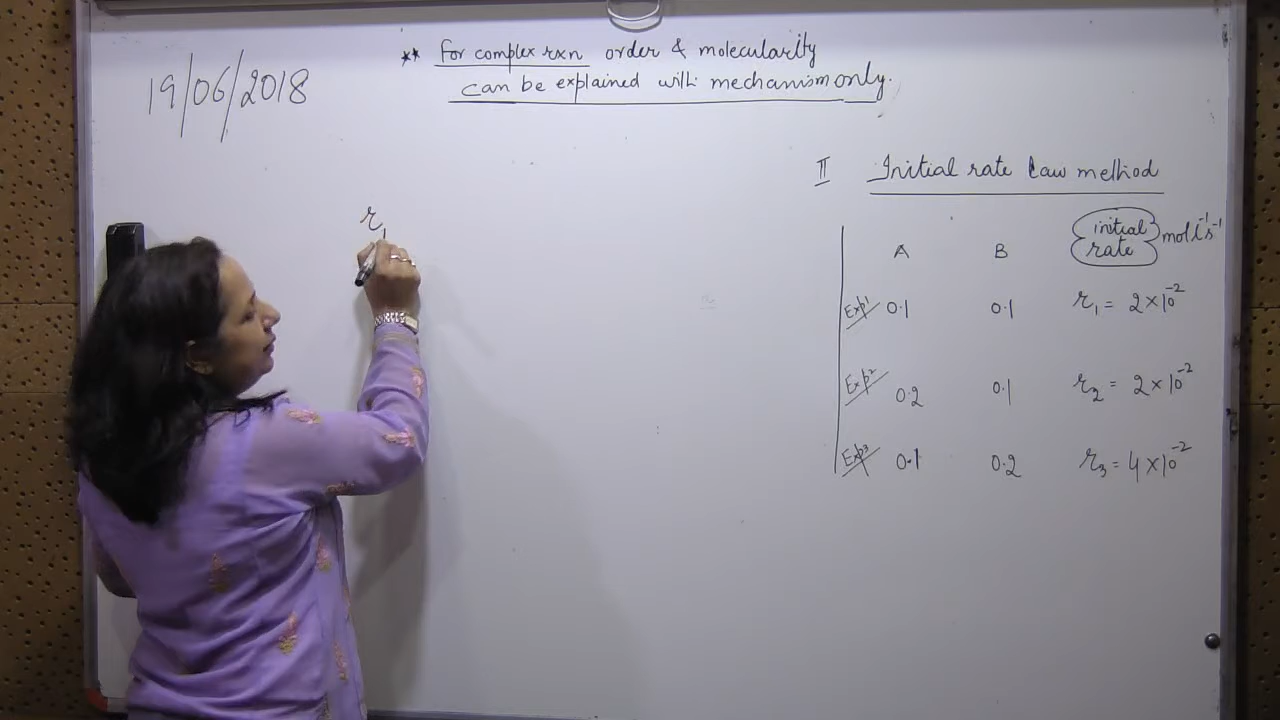 19/06/2018
** For complex rxn order & molecularity
can be explained with mechanism only.
II Initial rate law method
A B initial rate mol l⁻¹ s⁻¹
Exp1 0.1 0.1 r₁ = 2×10⁻²
Exp2 0.2 0.1 r₂ = 2×10⁻²
Exp3 0.1 0.2 r₃ = 4×10⁻²
r₁